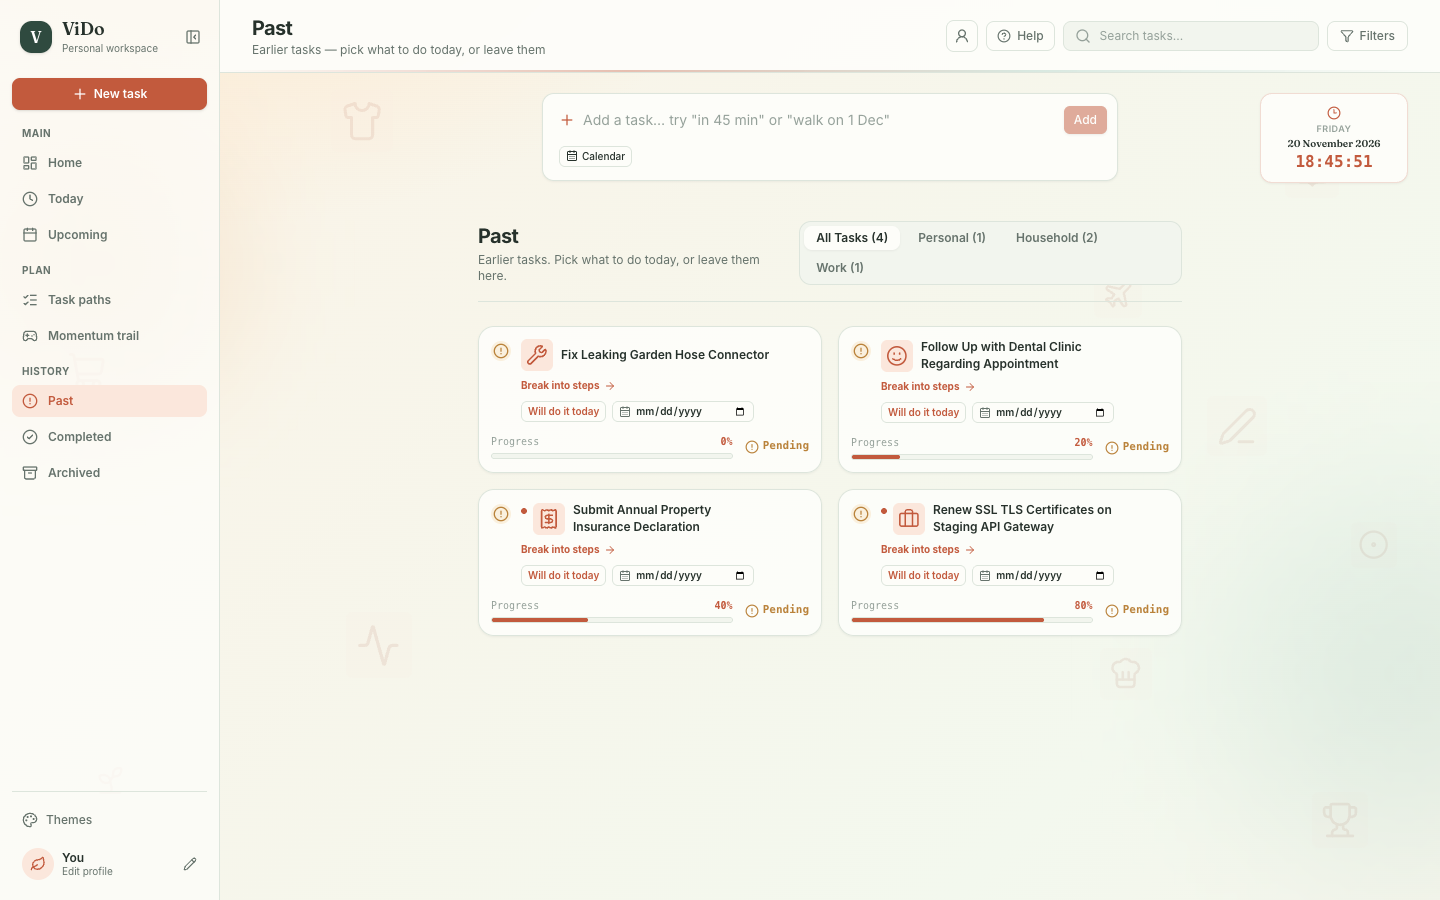 V
ViDo
Personal workspace
New task
MAIN
Home
Today
Upcoming
PLAN
Task paths
Momentum trail
HISTORY
Past
Completed
Archived
Themes
You
Edit profile
Past
Earlier tasks — pick what to do today, or leave them
Help
Search tasks...
Filters
Add a task... try "in 45 min" or "walk on 1 Dec"
Add
Calendar
FRIDAY
20 November 2026
18:45:51
Past
Earlier tasks. Pick what to do today, or leave them
here.
All Tasks (4)
Personal (1)
Household (2)
Work (1)
Fix Leaking Garden Hose Connector
Break into steps →
Will do it today
mm/dd/yyyy
Progress
0%
Pending
Follow Up with Dental Clinic
Regarding Appointment
Break into steps →
Will do it today
mm/dd/yyyy
Progress
20%
Pending
Submit Annual Property
Insurance Declaration
Break into steps →
Will do it today
mm/dd/yyyy
Progress
40%
Pending
Renew SSL TLS Certificates on
Staging API Gateway
Break into steps →
Will do it today
mm/dd/yyyy
Progress
80%
Pending